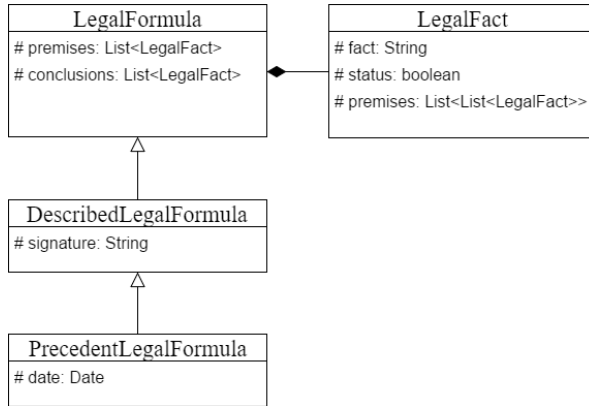 LegalFormula
# premises: List<LegalFact>
# conclusions: List<LegalFact>
LegalFact
# fact: String
# status: boolean
# premises: List<List<LegalFact>>
DescribedLegalFormula
# signature: String
PrecedentLegalFormula
# date: Date